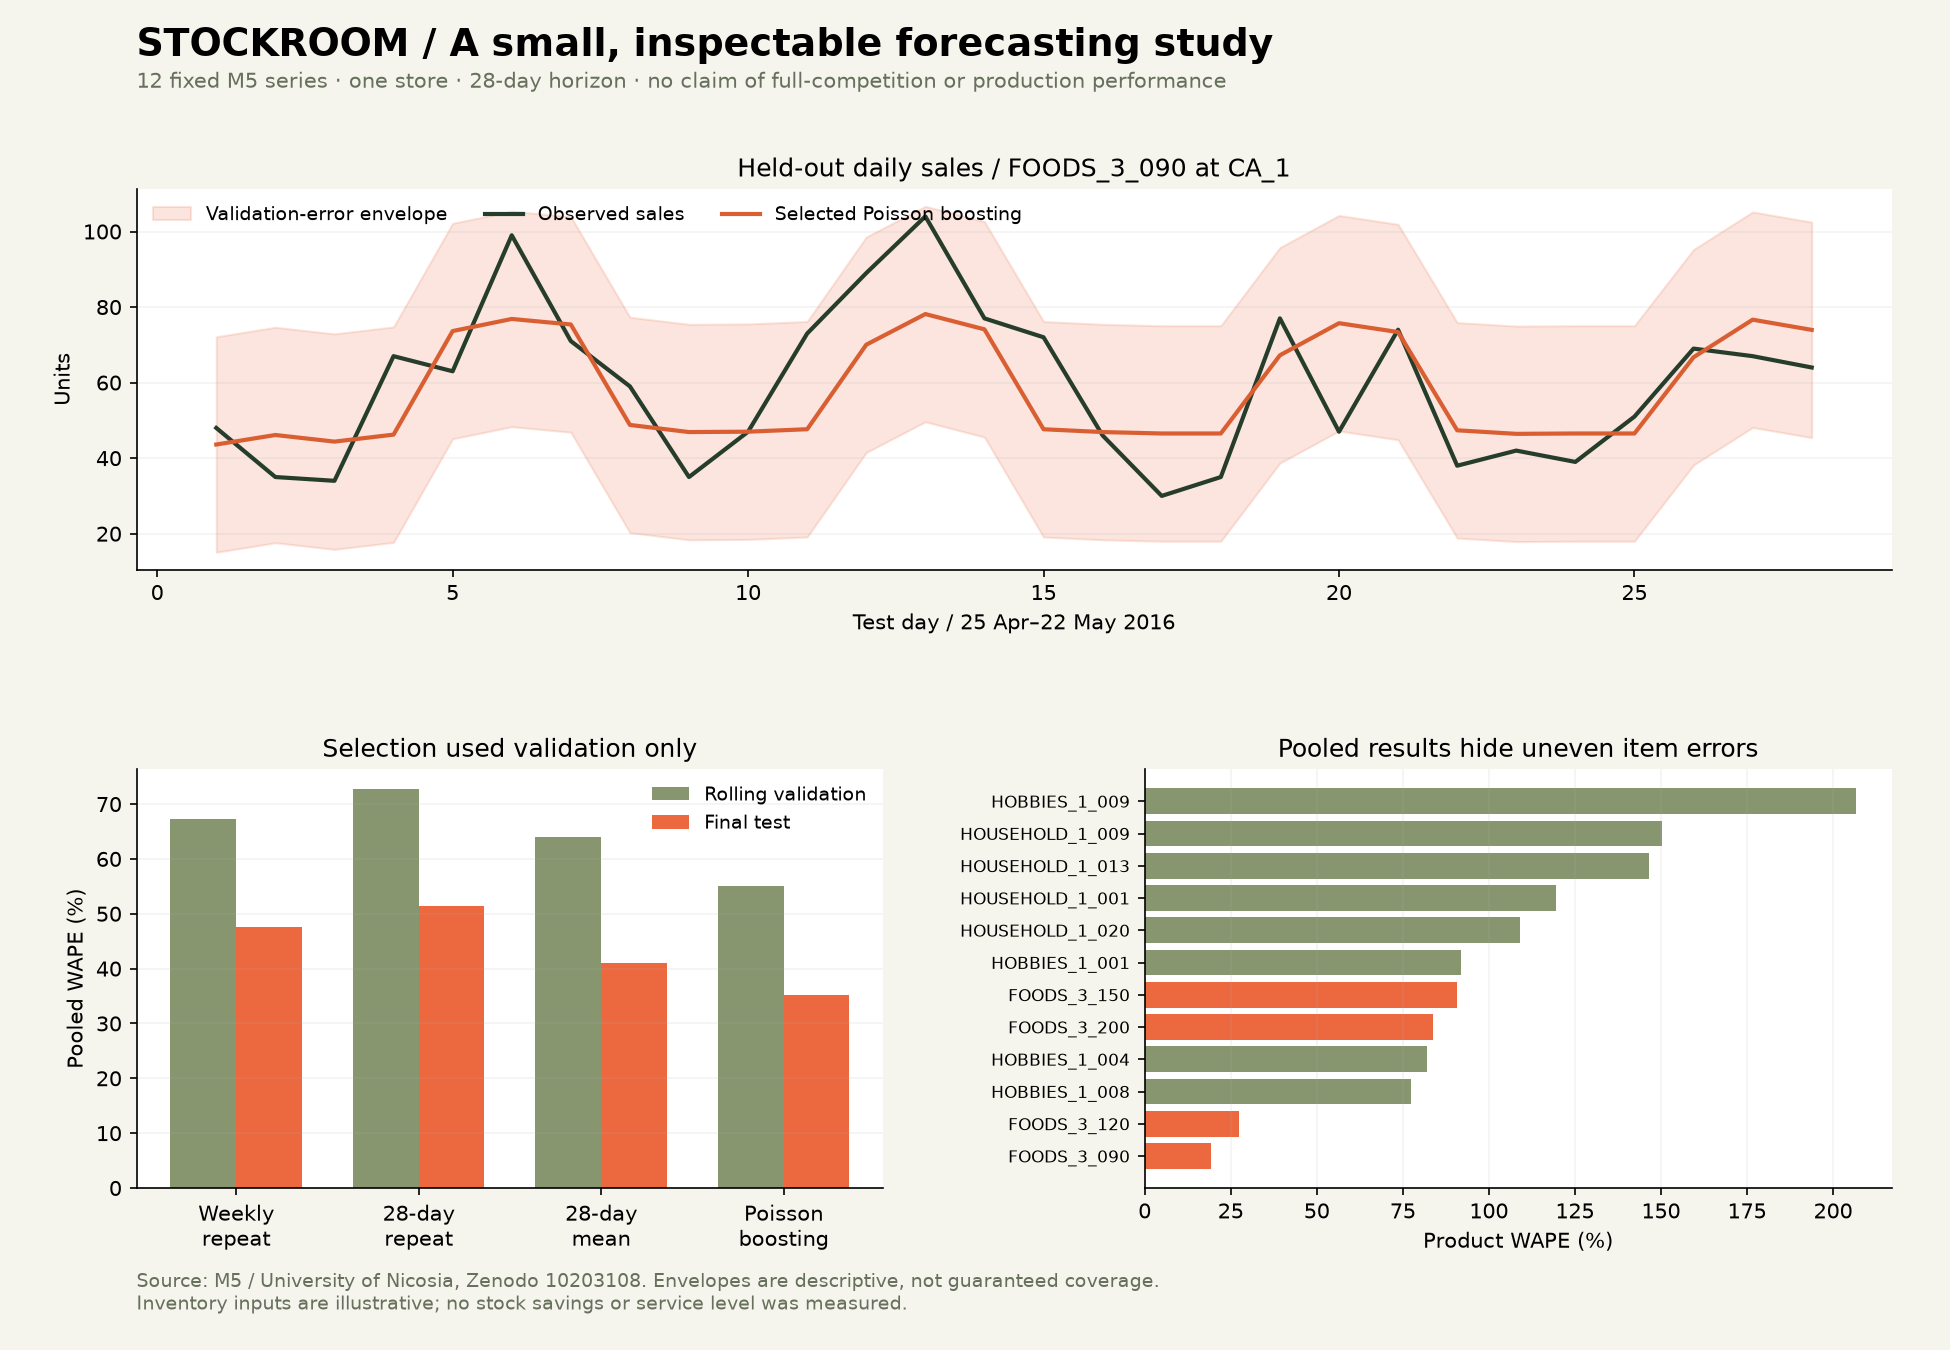 STOCKROOM / A small, inspectable forecasting study
12 fixed M5 series · one store · 28-day horizon · no claim of full-competition or production performance
Held-out daily sales / FOODS_3_090 at CA_1
Validation-error envelope
Observed sales
Selected Poisson boosting
Units
100
80
60
40
20
0
5
10
15
20
25
Test day / 25 Apr–22 May 2016
Selection used validation only
Rolling validation
Final test
Pooled WAPE (%)
70
60
50
40
30
20
10
0
Weekly
repeat
28-day
repeat
28-day
mean
Poisson
boosting
Pooled results hide uneven item errors
HOBBIES_1_009
HOUSEHOLD_1_009
HOUSEHOLD_1_013
HOUSEHOLD_1_001
HOUSEHOLD_1_020
HOBBIES_1_001
FOODS_3_150
FOODS_3_200
HOBBIES_1_004
HOBBIES_1_008
FOODS_3_120
FOODS_3_090
0
25
50
75
100
125
150
175
200
Product WAPE (%)
Source: M5 / University of Nicosia, Zenodo 10203108. Envelopes are descriptive, not guaranteed coverage.
Inventory inputs are illustrative; no stock savings or service level was measured.